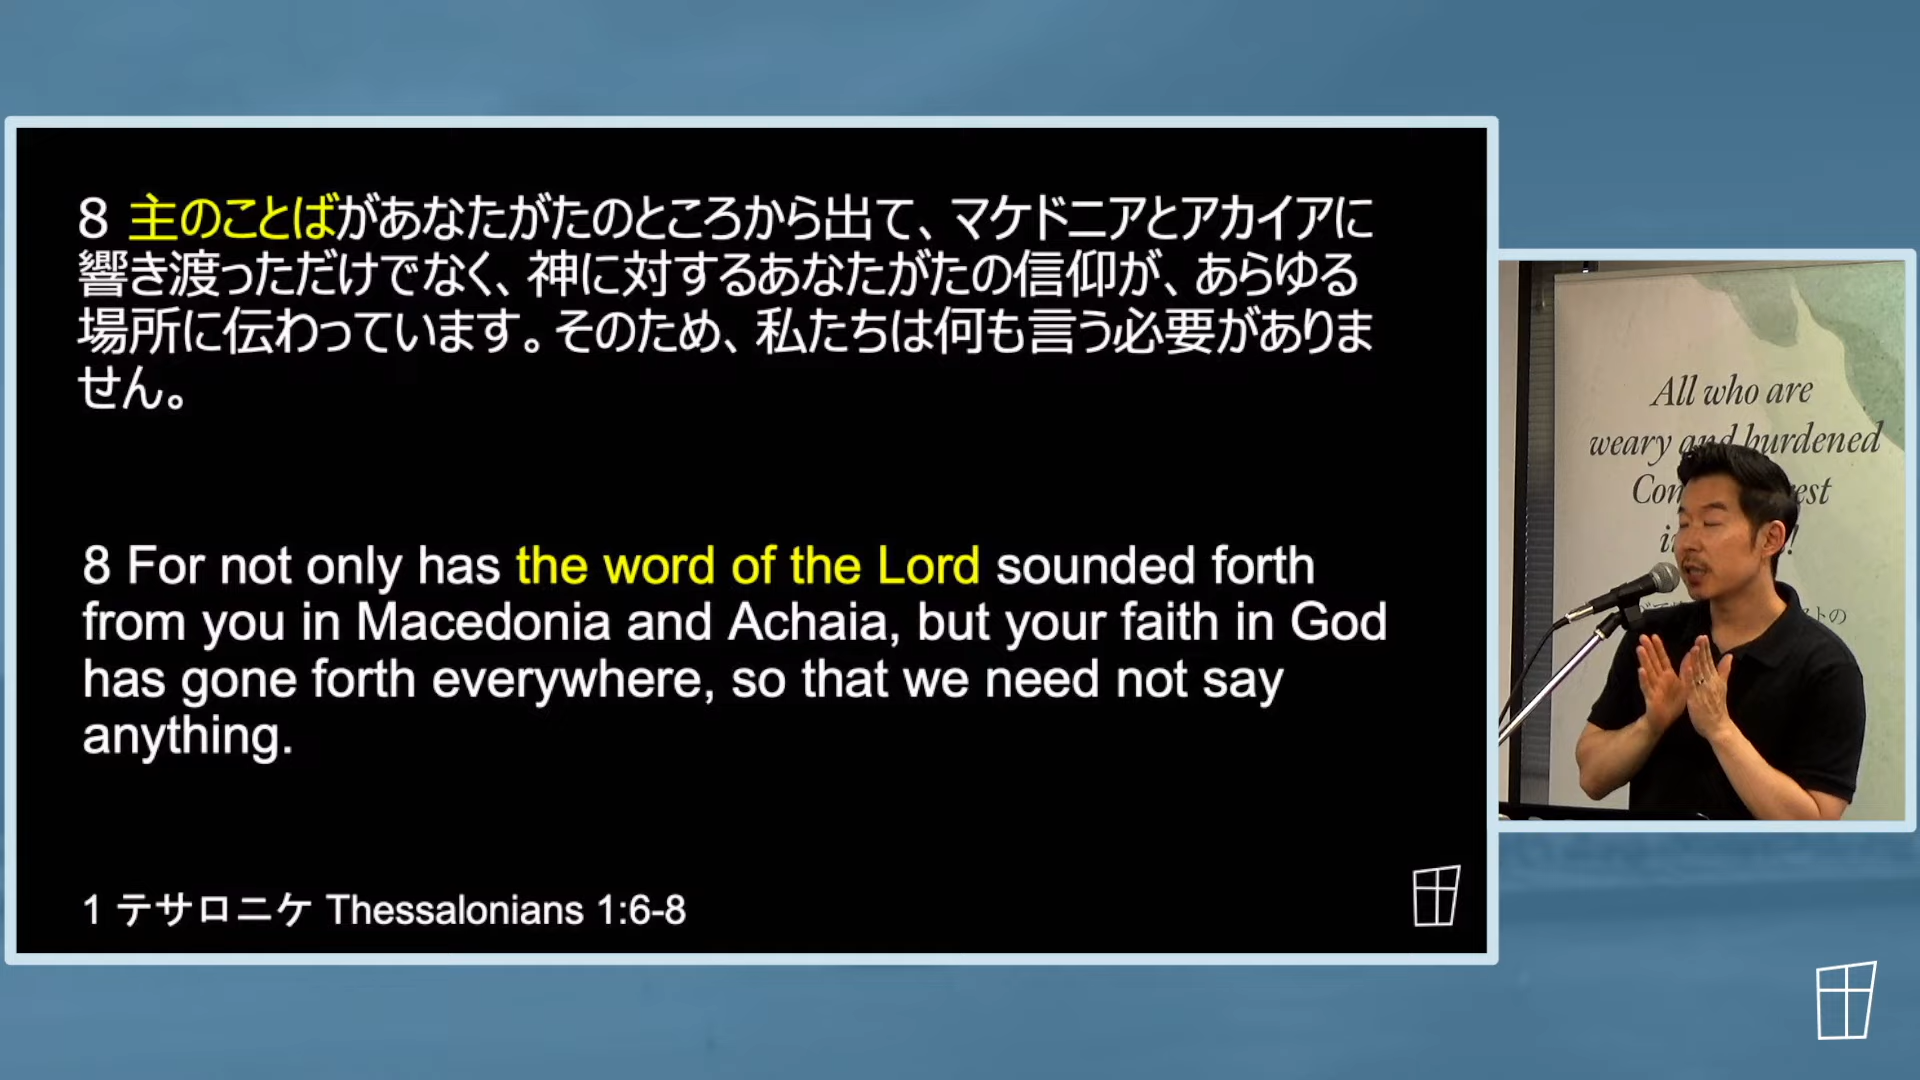 8 主のことばがあなたがたのところから出て、マケドニアとアカイアに
響き渡っただけでなく、神に対するあなたがたの信仰が、あらゆる
場所に伝わっています。そのため、私たちは何も言う必要がありま
せん。
8 For not only has the word of the Lord sounded forth
from you in Macedonia and Achaia, but your faith in God
has gone forth everywhere, so that we need not say
anything.
1 テサロニケ Thessalonians 1:6-8
All who are
weary and burdened